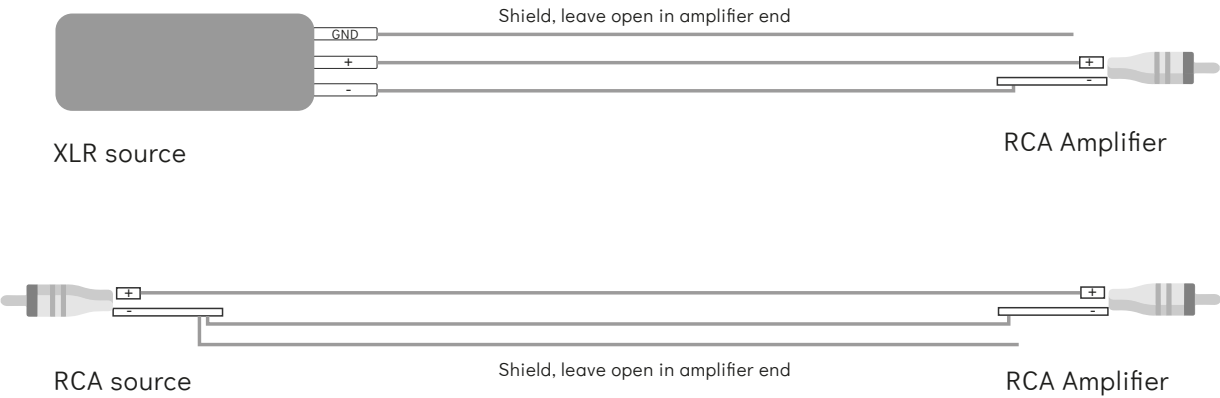 Shield, leave open in amplifier end
GND
+
+
-
-
XLR source
RCA Amplifier
+
+
-
-
Shield, leave open in amplifier end
RCA source
RCA Amplifier